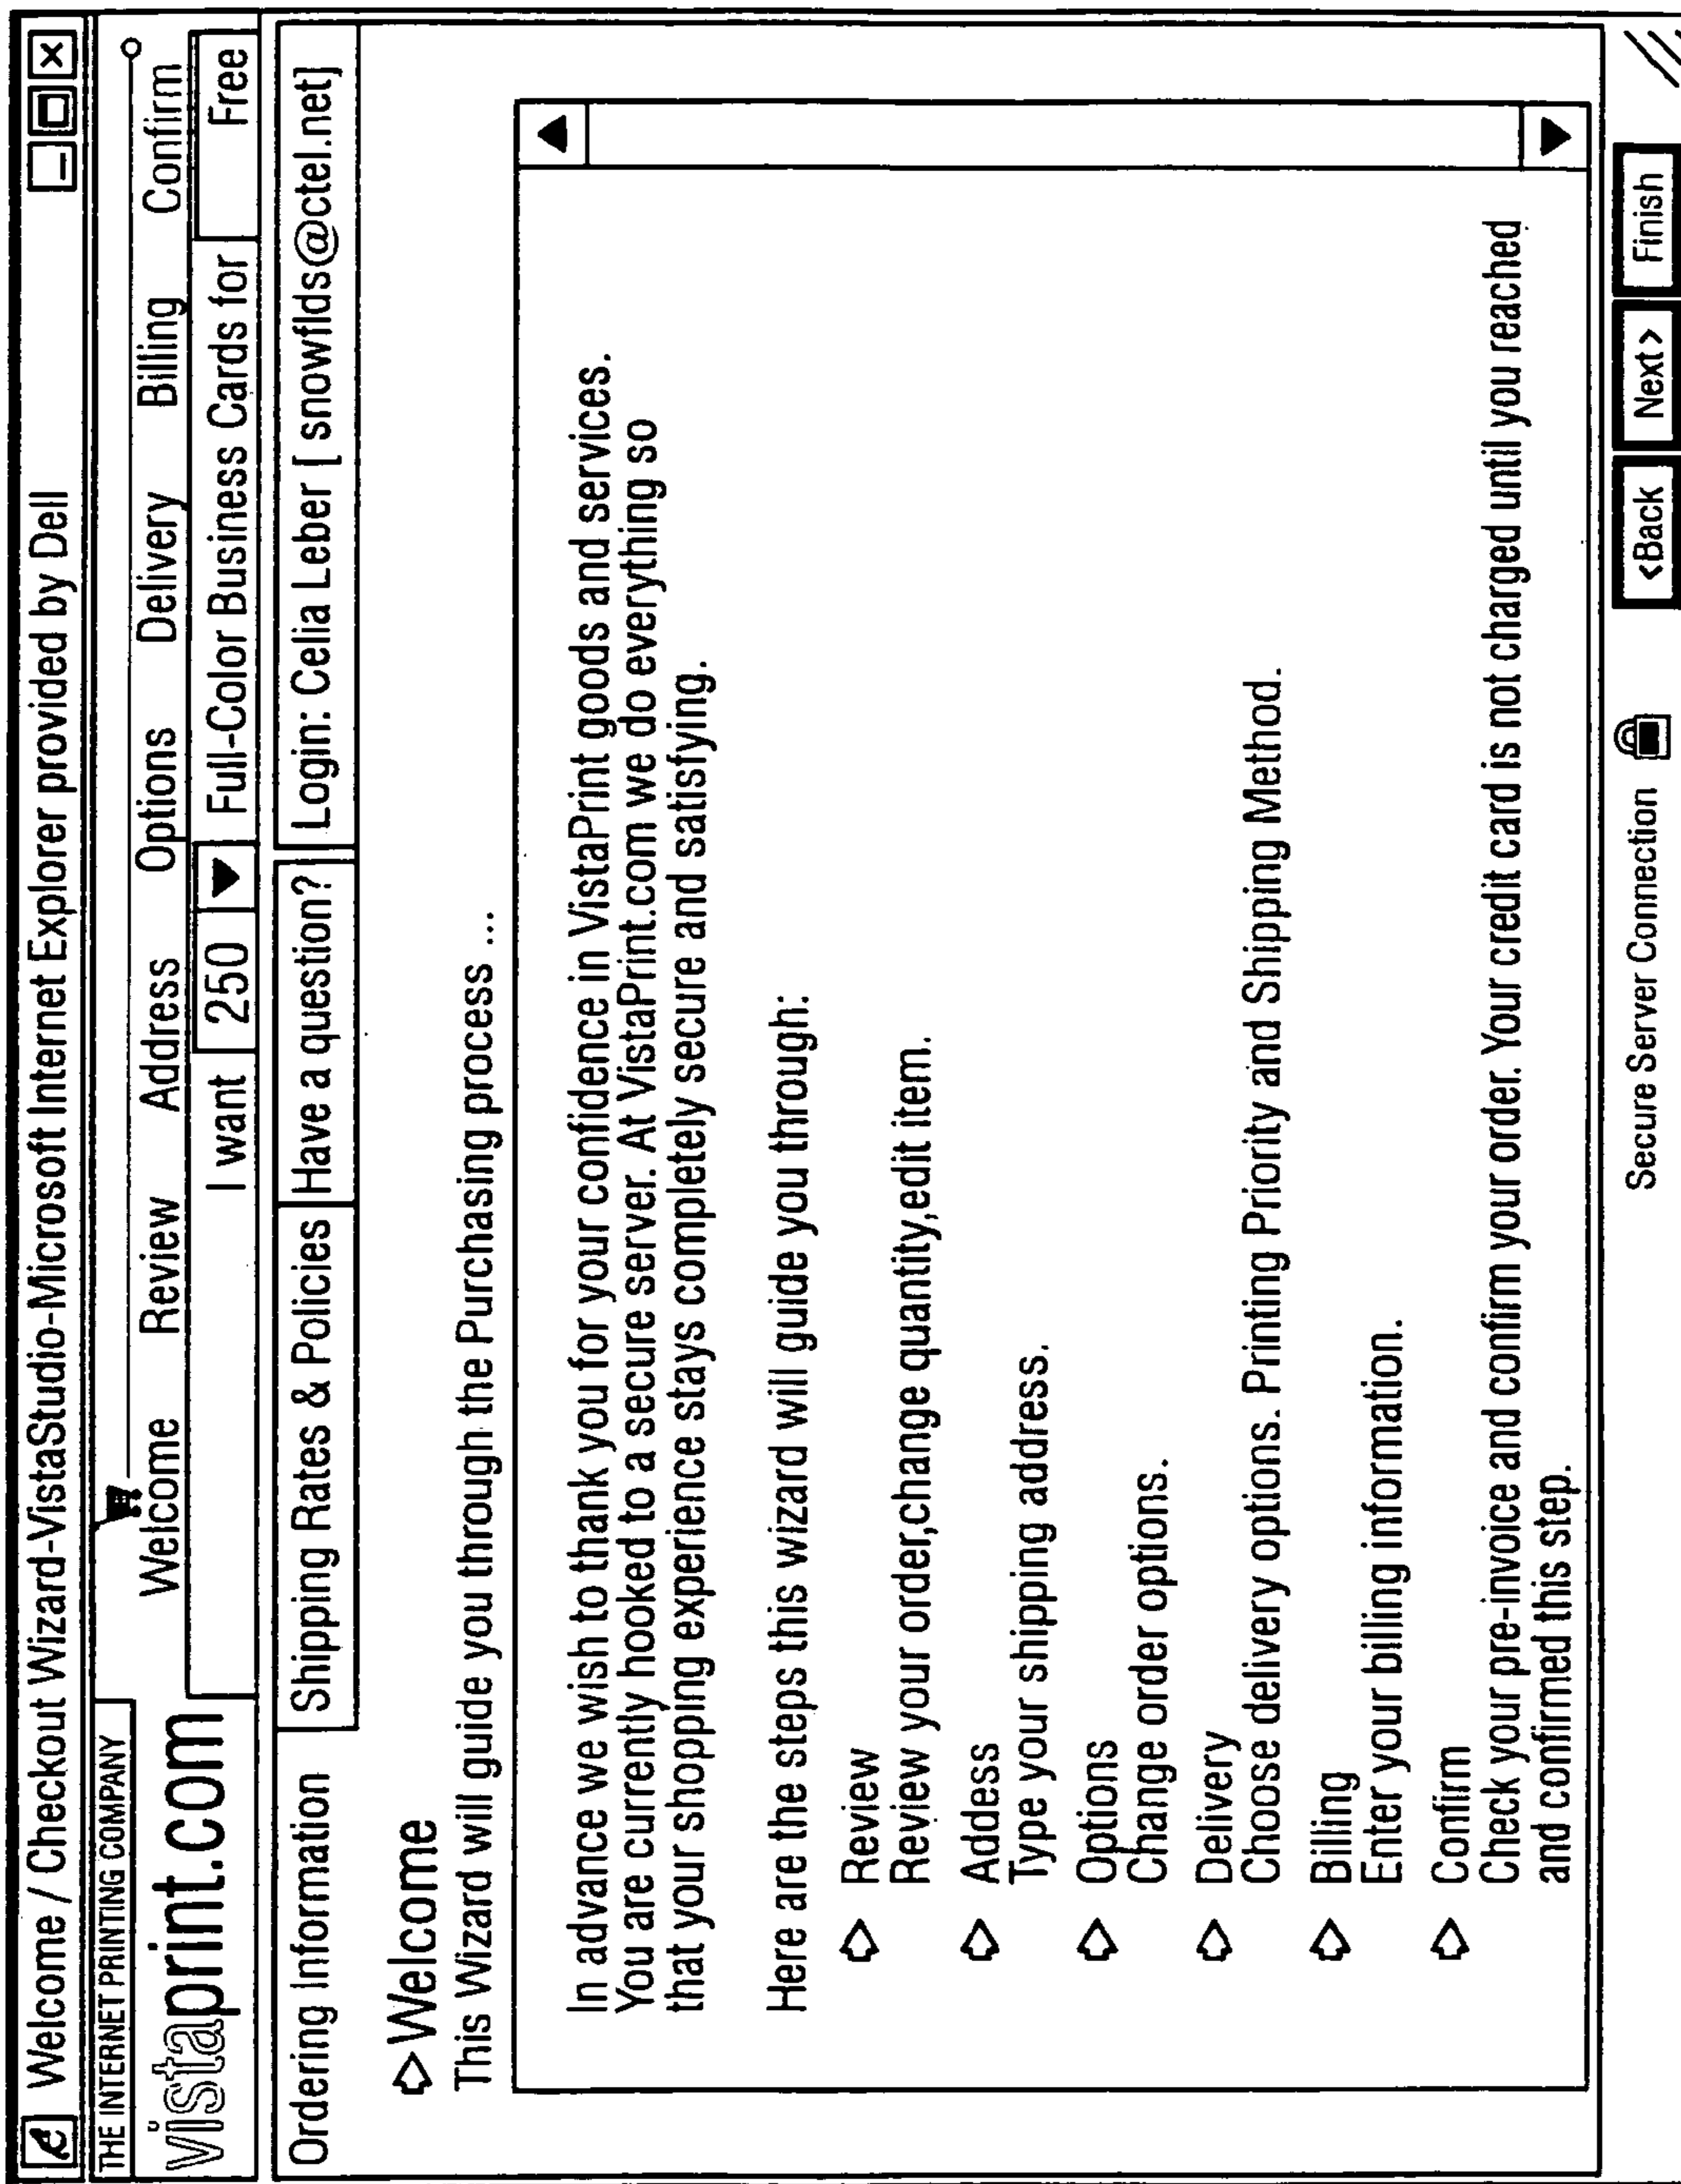 Welcome / Checkout Wizard-VistaStudio-Microsoft Internet Explorer provided by Dell
THE INTERNET PRINTING COMPANY
vistaprint.com
Welcome Review Address Options Delivery Billing Confirm
I want 250 Full-Color Business Cards for Free
Ordering Information Shipping Rates & Policies Have a question? Login: Celia Leber [ snowflds@ctel.net]
Welcome
This Wizard will guide you through the Purchasing process ...
In advance we wish to thank you for your confidence in VistaPrint goods and services.
You are currently hooked to a secure server. At VistaPrint.com we do everything so
that your shopping experience stays completely secure and satisfying.
Here are the steps this wizard will guide you through:
Review
Review your order,change quantity,edit item.
Addess
Type your shipping address.
Options
Change order options.
Delivery
Choose delivery options. Printing Priority and Shipping Method.
Billing
Enter your billing information.
Confirm
Check your pre-invoice and confirm your order. Your credit card is not charged until you reached
and confirmed this step.
Secure Server Connection <Back Next> Finish